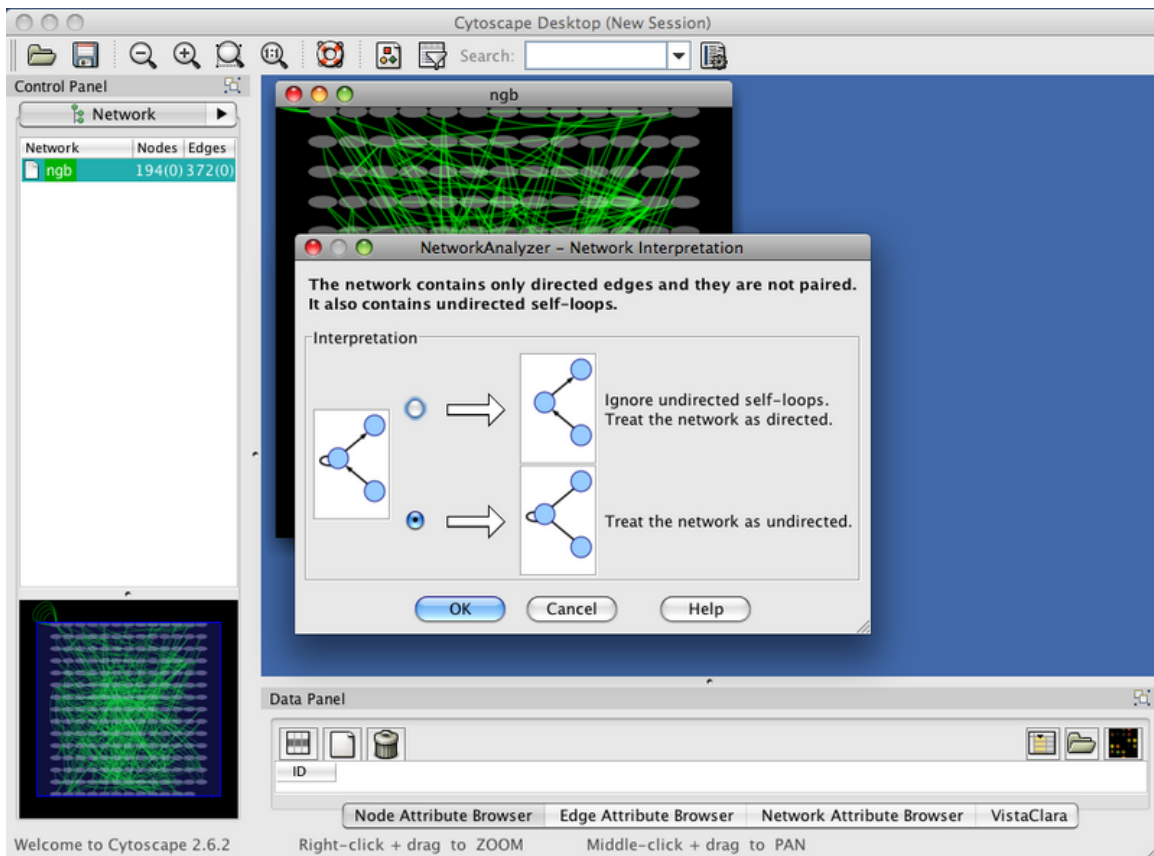 Cytoscape Desktop (New Session)
1:1
Search:
Control Panel
Network
Network Nodes Edges
ngb 194(0) 372(0)
ngb
NetworkAnalyzer – Network Interpretation
The network contains only directed edges and they are not paired.
It also contains undirected self-loops.
Interpretation
Ignore undirected self-loops.
Treat the network as directed.
Treat the network as undirected.
OK Cancel Help
Data Panel
ID
Node Attribute Browser Edge Attribute Browser Network Attribute Browser VistaClara
Welcome to Cytoscape 2.6.2 Right-click + drag to ZOOM Middle-click + drag to PAN